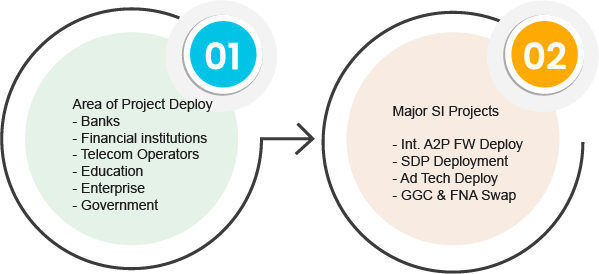 01
Area of Project Deploy
- Banks
- Financial institutions
- Telecom Operators
- Education
- Enterprise
- Government
02
Major SI Projects
- Int. A2P FW Deploy
- SDP Deployment
- Ad Tech Deploy
- GGC & FNA Swap